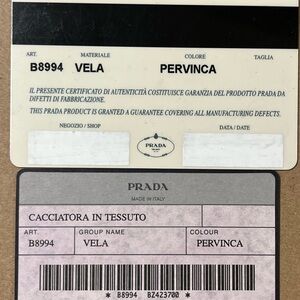 ART. MATERIALE COLORE TAGLIA
B8994 VELA PERVINCA
IL PRESENTE CERTIFICATO DI AUTENTICITÀ COSTITUISCE GARANZIA DEL PRODOTTO PRADA DA
DIFETTI DI FABBRICAZIONE.
THIS PRADA PRODUCT IS GRANTED A GUARANTEE COVERING ALL MANUFACTURING DEFECTS.
NEGOZIO / SHOP DATA / DATE
PRADA
PRADA
MADE IN ITALY
CACCIATORA IN TESSUTO
ART. GROUP NAME COLOUR
B8994 VELA PERVINCA
* B8994 BZ423700 *